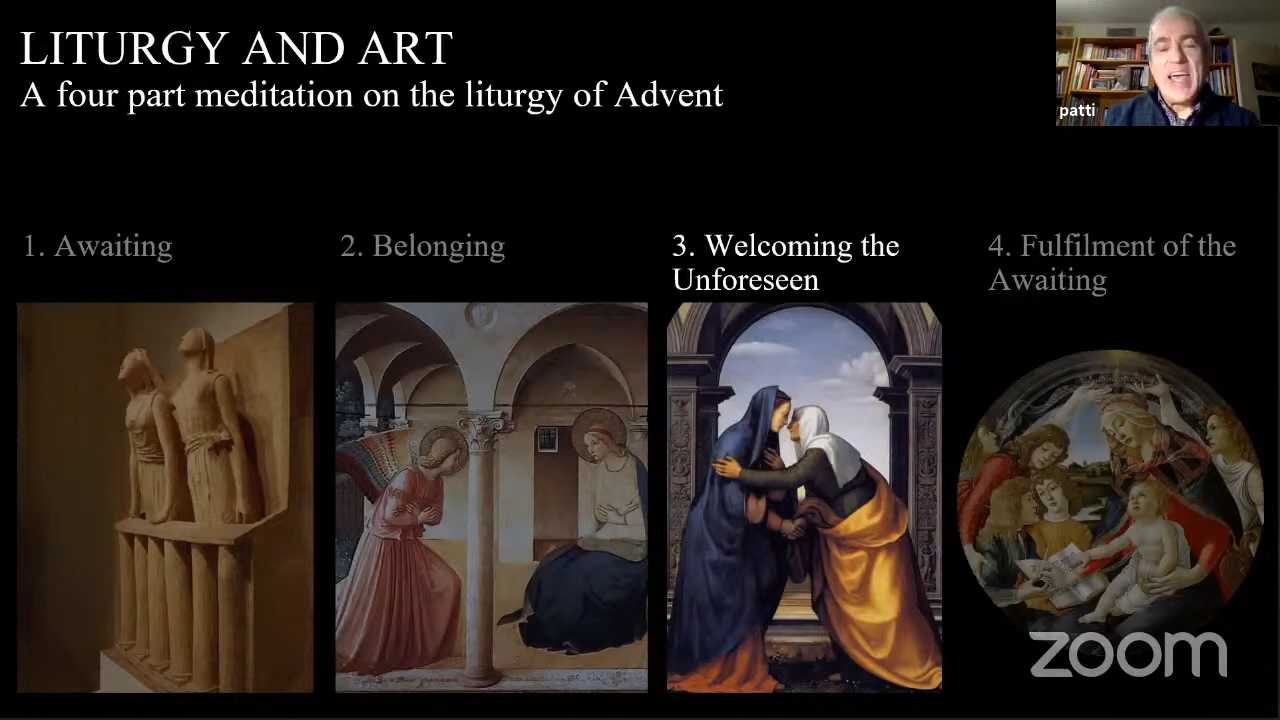 LITURGY AND ART
A four part meditation on the liturgy of Advent
patti
1. Awaiting
2. Belonging
3. Welcoming the
Unforeseen
4. Fulfilment of the
Awaiting
zoom